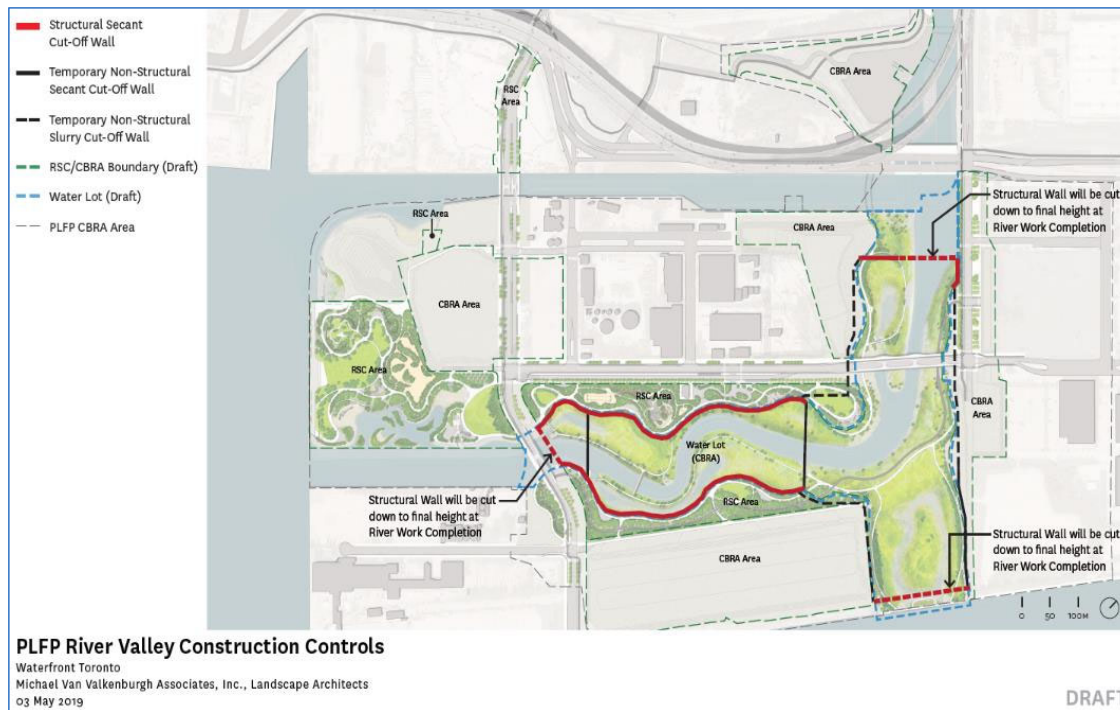 Structural Secant
Cut-Off Wall
Temporary Non-Structural
Secant Cut-Off Wall
Temporary Non-Structural
Slurry Cut-Off Wall
RSC/CBRA Boundary (Draft)
Water Lot (Draft)
PLFP CBRA Area
RSC
Area
CBRA Area
RSC Area
CBRA Area
CBRA Area
Structural Wall will be cut
down to final height at
River Work Completion
RSC Area
RSC Area
CBRA
Area
Water Lot
(CBRA)
RSC Area
Structural Wall will be cut
down to final height at
River Work Completion
CBRA Area
Structural Wall will be cut
down to final height at
River Work Completion
0 50 100M
PLFP River Valley Construction Controls
Waterfront Toronto
Michael Van Valkenburgh Associates, Inc., Landscape Architects
03 May 2019
DRAFT